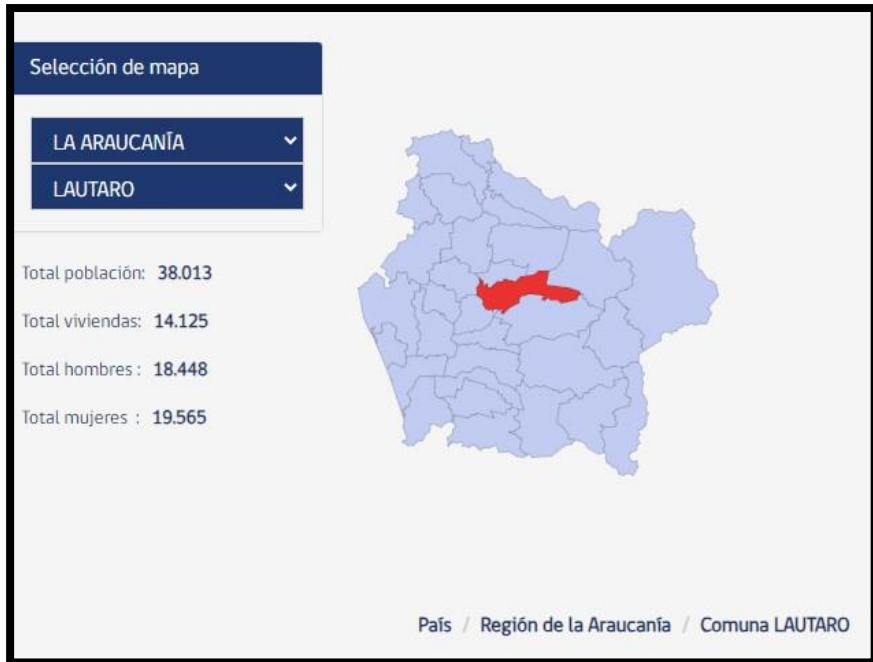 Selección de mapa
LA ARAUCANÍA
LAUTARO
Total población: 38.013
Total viviendas: 14.125
Total hombres : 18.448
Total mujeres : 19.565
País / Región de la Araucanía / Comuna LAUTARO